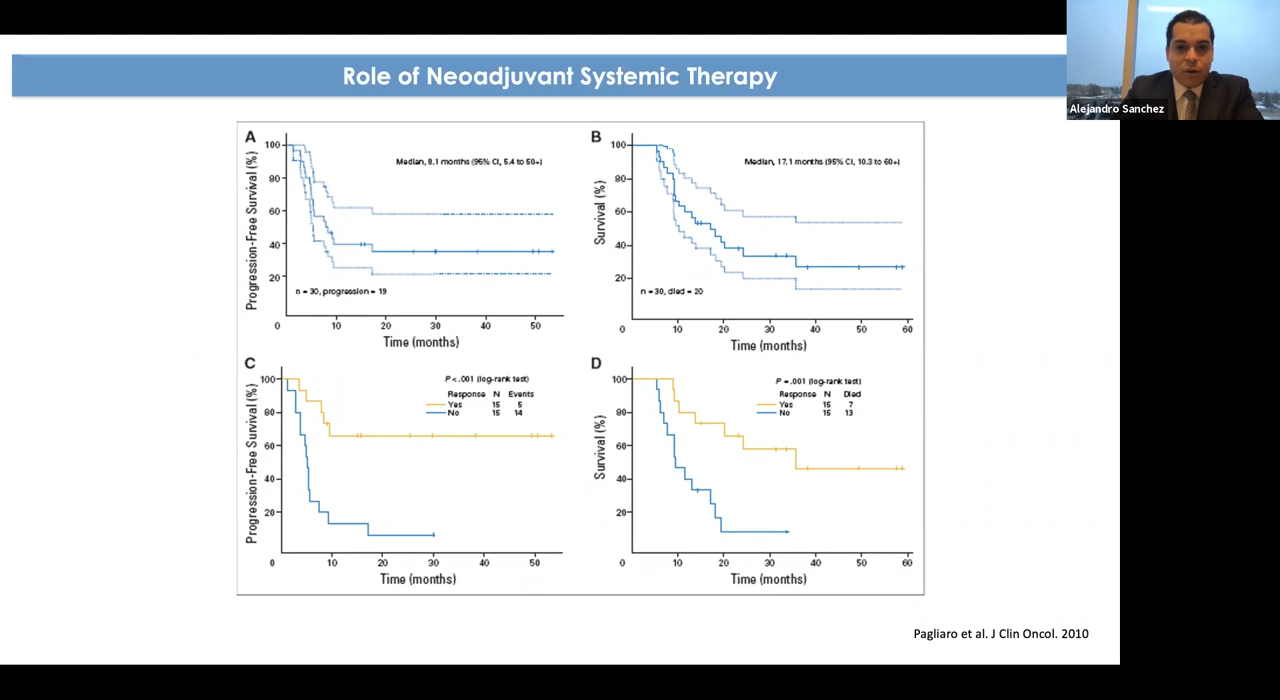 Role of Neoadjuvant Systemic Therapy
Alejandro Sanchez
A
Progression-Free Survival (%)
100
80
60
40
20
Median, 8.1 months (95% CI, 5.4 to 50+)
n = 30, progression = 19
0 10 20 30 40 50
Time (months)
B
Survival (%)
100
80
60
40
20
Median, 17.1 months (95% CI, 10.3 to 60+)
n = 30, died = 20
0 10 20 30 40 50 60
Time (months)
C
Progression-Free Survival (%)
100
80
60
40
20
P < .001 (log-rank test)
Response N Events
Yes 15 5
No 15 14
0 10 20 30 40 50
Time (months)
D
Survival (%)
100
80
60
40
20
P = .001 (log-rank test)
Response N Died
Yes 15 7
No 15 13
0 10 20 30 40 50 60
Time (months)
Pagliaro et al. J Clin Oncol. 2010